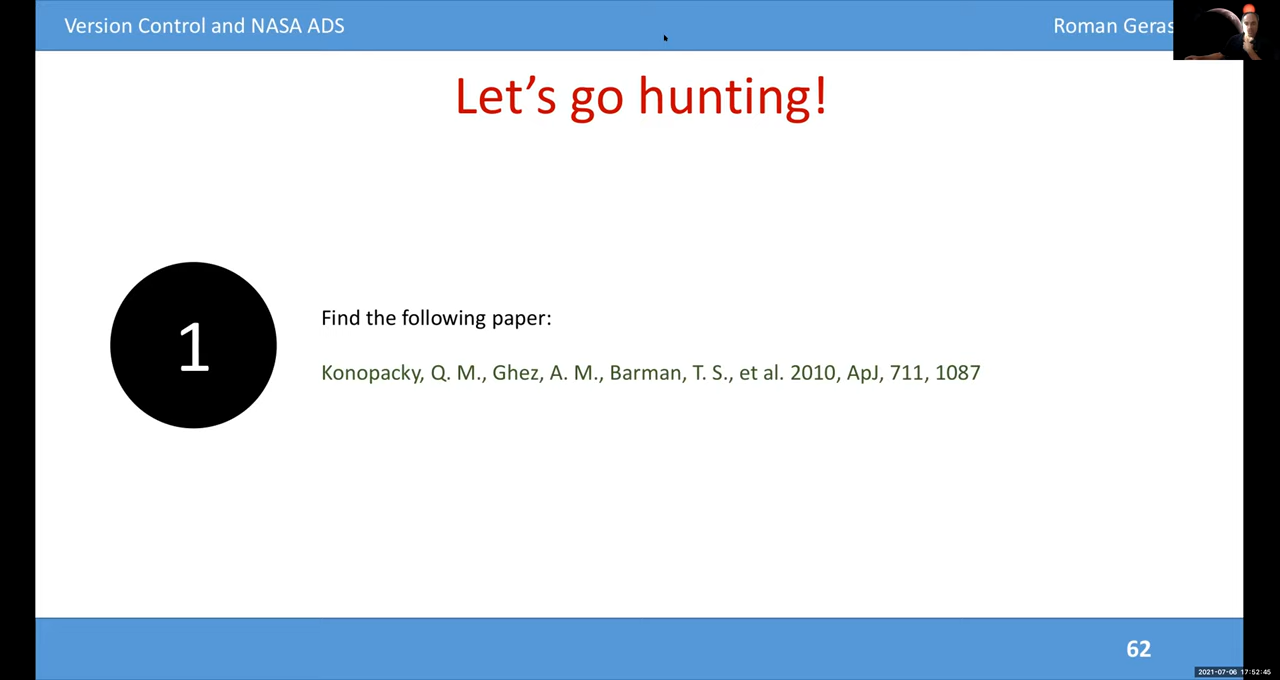 Version Control and NASA ADS
Roman Geras
Let's go hunting!
1
Find the following paper:
Konopacky, Q. M., Ghez, A. M., Barman, T. S., et al. 2010, ApJ, 711, 1087
62
2021-07-06 17:52:45